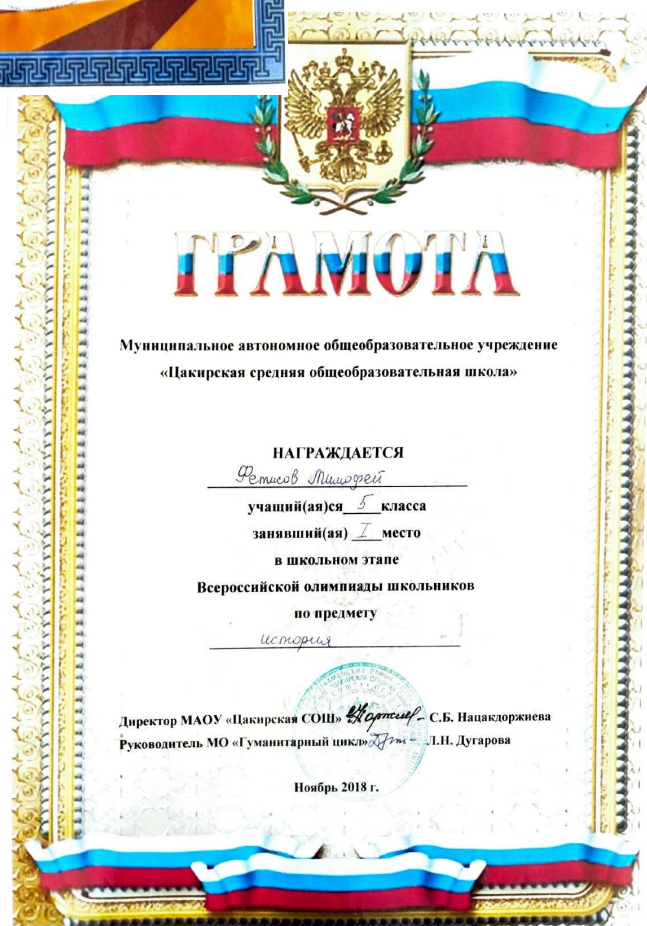 ГРАМОТА
Муниципальное автономное общеобразовательное учреждение
«Цакирская средняя общеобразовательная школа»
НАГРАЖДАЕТСЯ
Фетисов Тимофей
учащий(ая)ся 5 класса
занявший(ая) I место
в школьном этапе
Всероссийской олимпиады школьников
по предмету
история
Директор МАОУ «Цакирская СОШ» С.Б. Нацакдоржиева
Руководитель МО «Гуманитарный цикл» Л.Н. Дугарова
Ноябрь 2018 г.